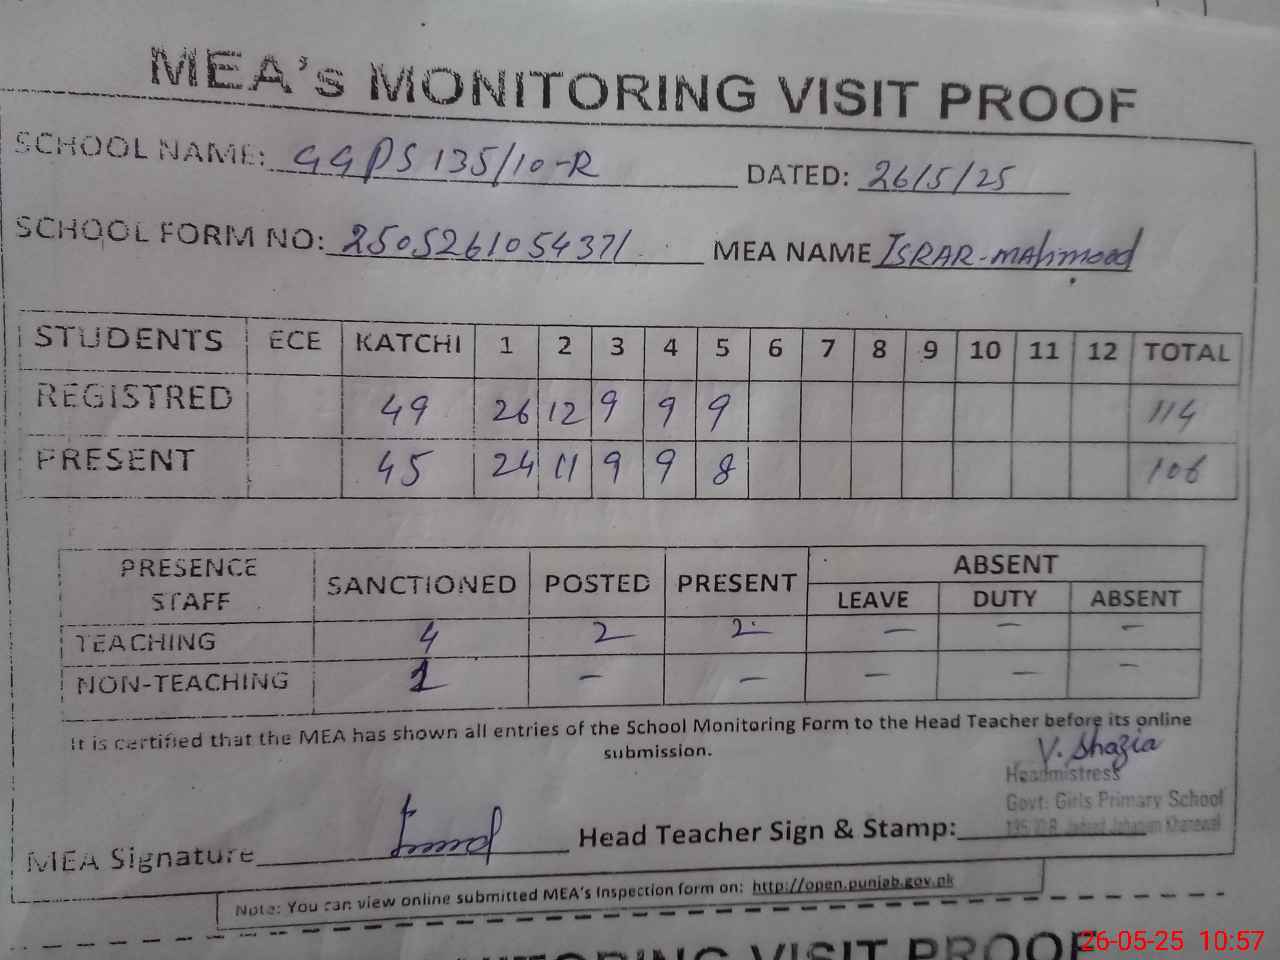 MEA's MONITORING VISIT PROOF
SCHOOL NAME: GGPS 135/10-R DATED: 26/5/25
SCHOOL FORM NO: 250526105437/ MEA NAME ISRAR-mAhmood
STUDENTS ECE KATCHI 1 2 3 4 5 6 7 8 9 10 11 12 TOTAL
REGISTRED 49 26 12 9 9 9 114
PRESENT 45 24 11 9 9 8 106
PRESENCE STAFF SANCTIONED POSTED PRESENT ABSENT
LEAVE DUTY ABSENT
TEACHING 4 2 2 - - -
NON-TEACHING 1 - - - - -
It is certified that the MEA has shown all entries of the School Monitoring Form to the Head Teacher before its online
submission.
V. Shazia
Headmistress
Govt: Girls Primary School
Khanewal
MEA Signature Head Teacher Sign & Stamp:
Note: You can view online submitted MEA's Inspection form on: http://open.punjab.gov.pk
MONITORING VISIT PROOF
26-05-25 10:57